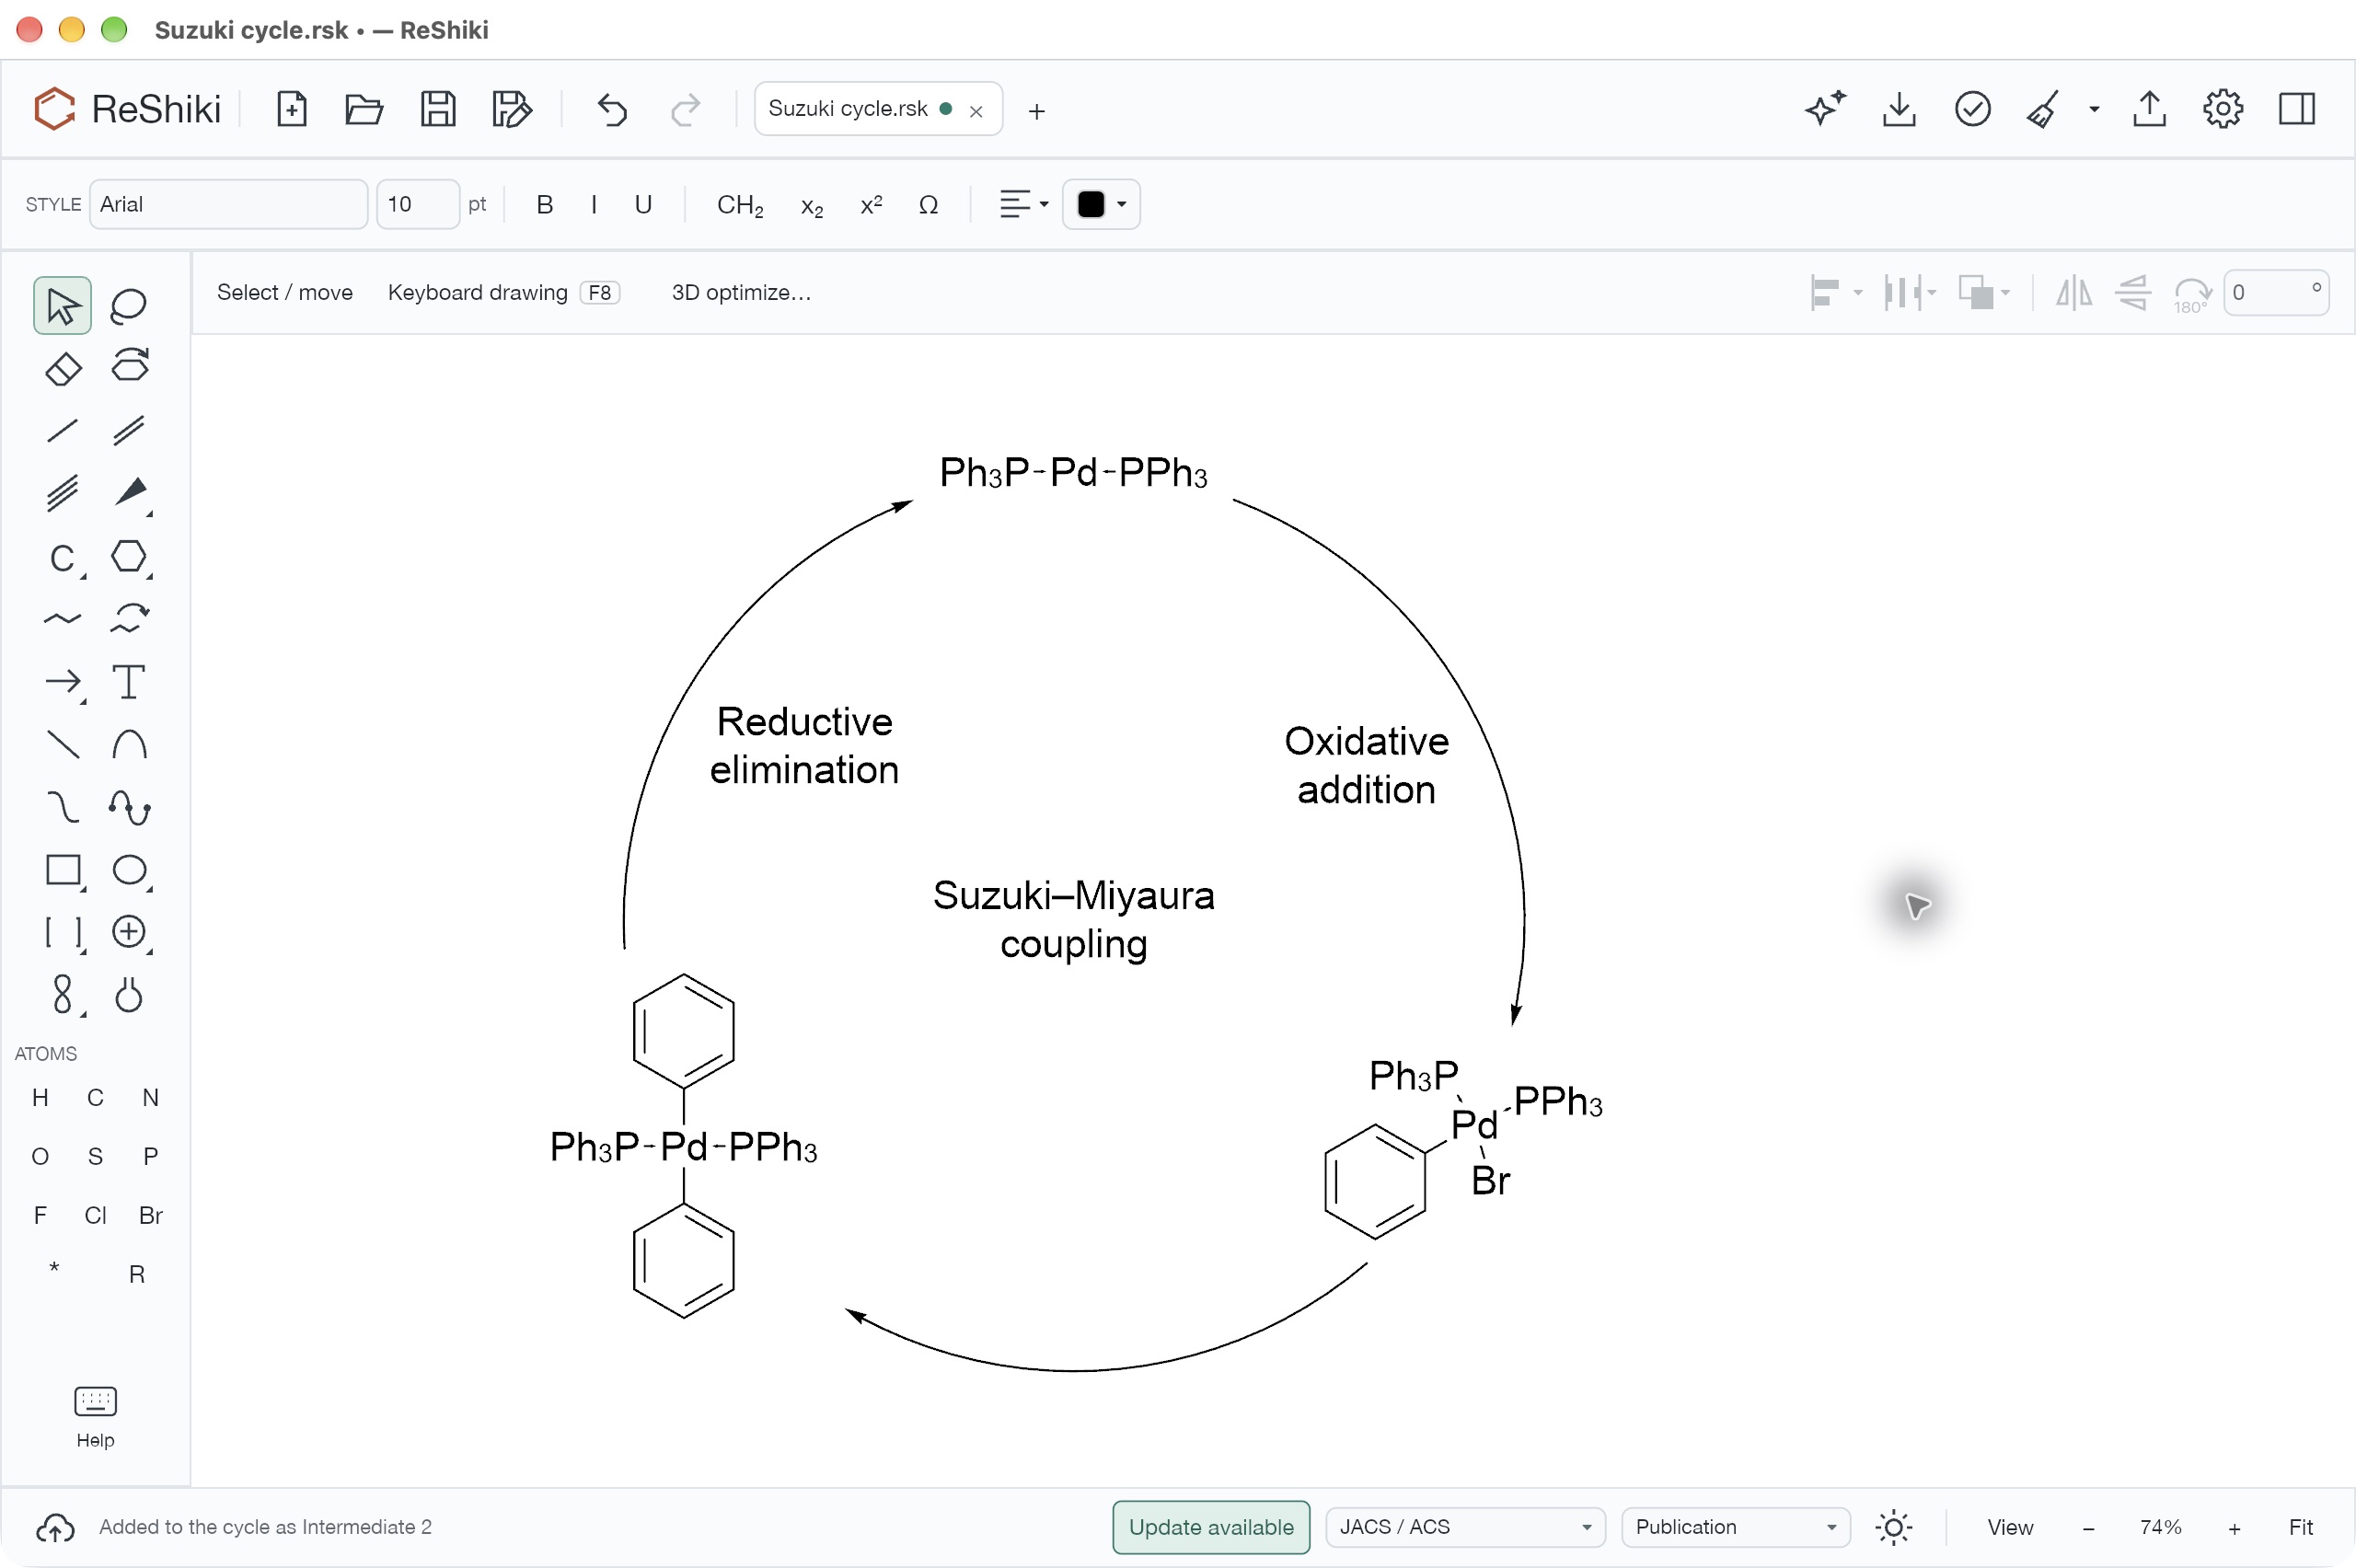 Suzuki cycle.rsk • — ReShiki
ReShiki
Suzuki cycle.rsk
STYLE Arial 10 pt B I U CH₂ x₂ x² Ω
Select / move Keyboard drawing F8 3D optimize...
180° 0 °
Ph₃P-Pd-PPh₃
Reductive
elimination
Oxidative
addition
Suzuki–Miyaura
coupling
Ph₃P
PPh₃
Pd
Br
Ph₃P-Pd-PPh₃
C
T
ATOMS
H C N
O S P
F Cl Br
* R
Help
Added to the cycle as Intermediate 2
Update available JACS / ACS Publication View – 74% + Fit